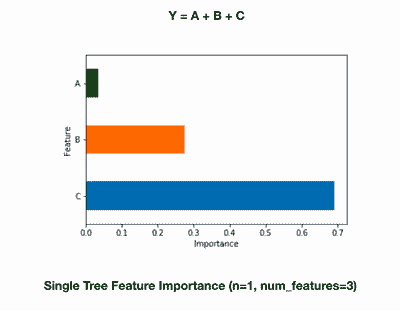 Y = A + B + C
A
B
C
Feature
0.0 0.1 0.2 0.3 0.4 0.5 0.6 0.7
Importance
Single Tree Feature Importance (n=1, num_features=3)